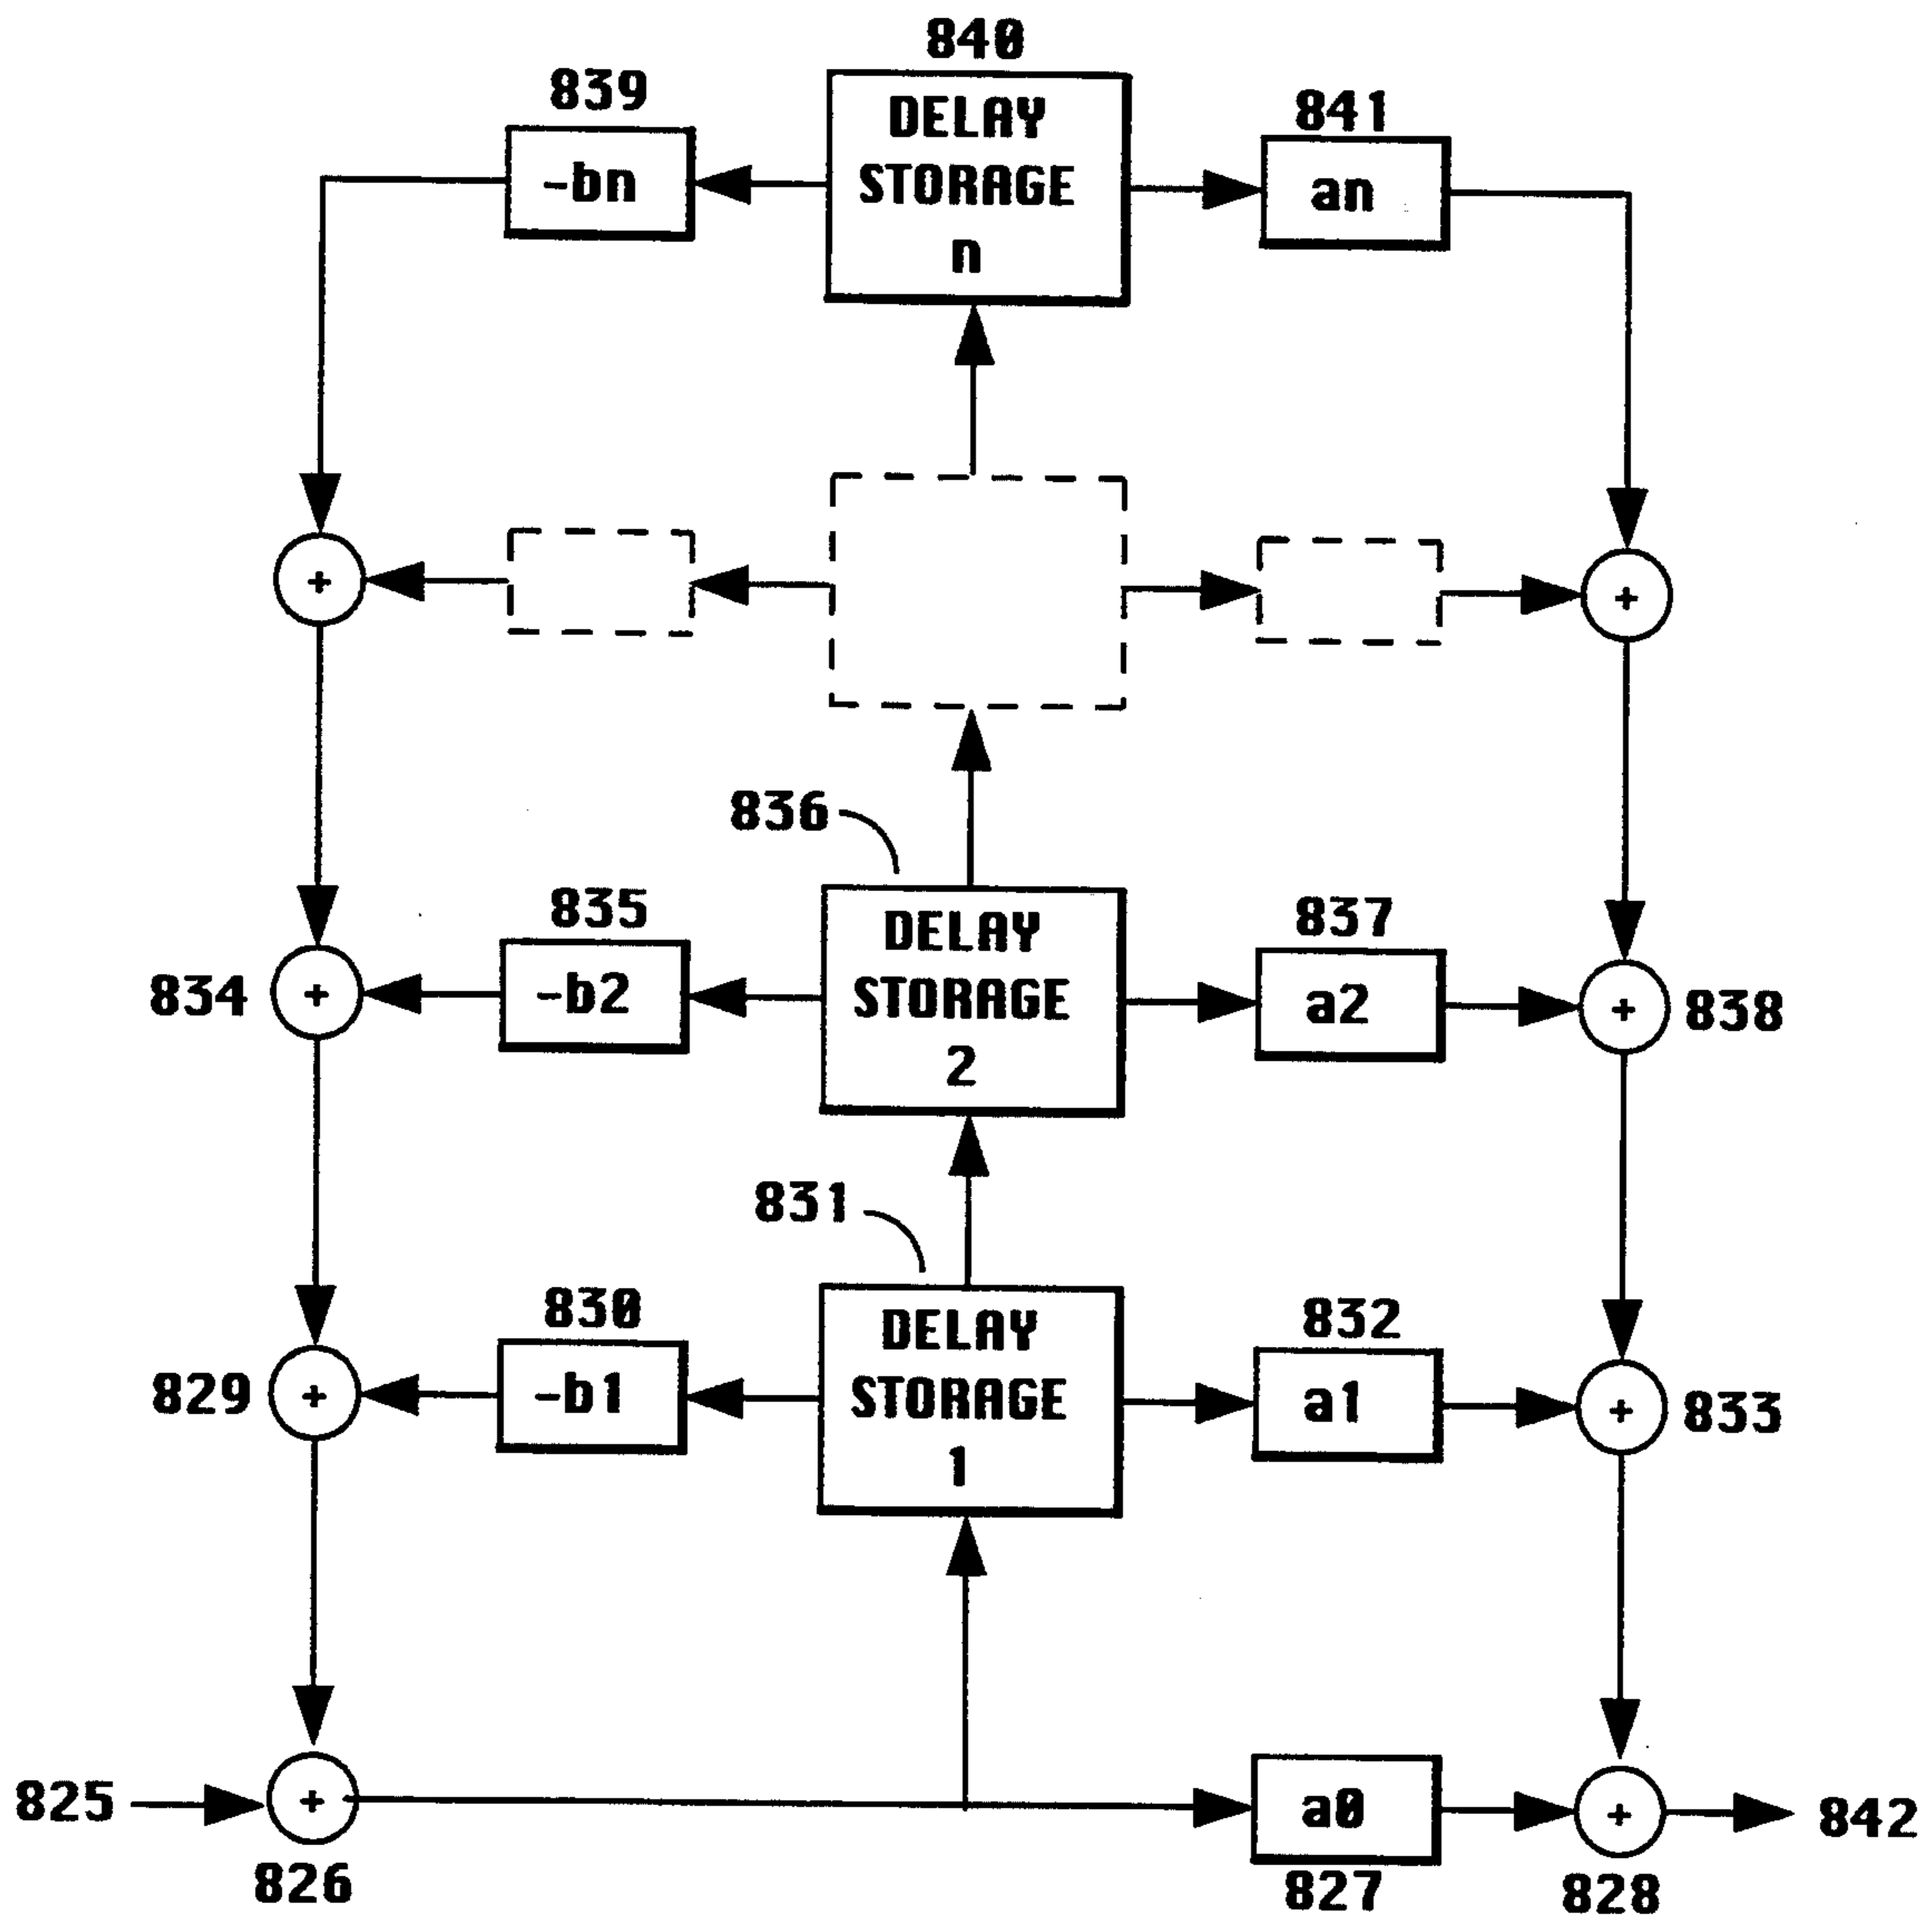 840
839
841
DELAY
STORAGE
n
-bn
an
+
+
836
835
837
DELAY
STORAGE
2
834
+
-b2
a2
+
838
831
830
832
DELAY
STORAGE
1
829
+
-b1
a1
+
833
825
+
a0
+
842
826
827
828